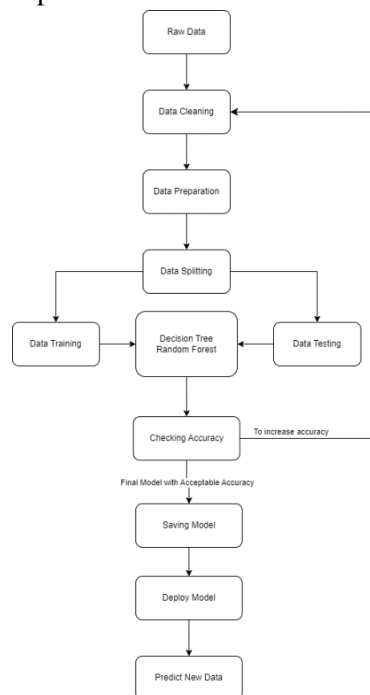 Raw Data
Data Cleaning
Data Preparation
Data Splitting
Data Training
Decision Tree
Random Forest
Data Testing
Checking Accuracy
To increase accuracy
Final Model with Acceptable Accuracy
Saving Model
Deploy Model
Predict New Data